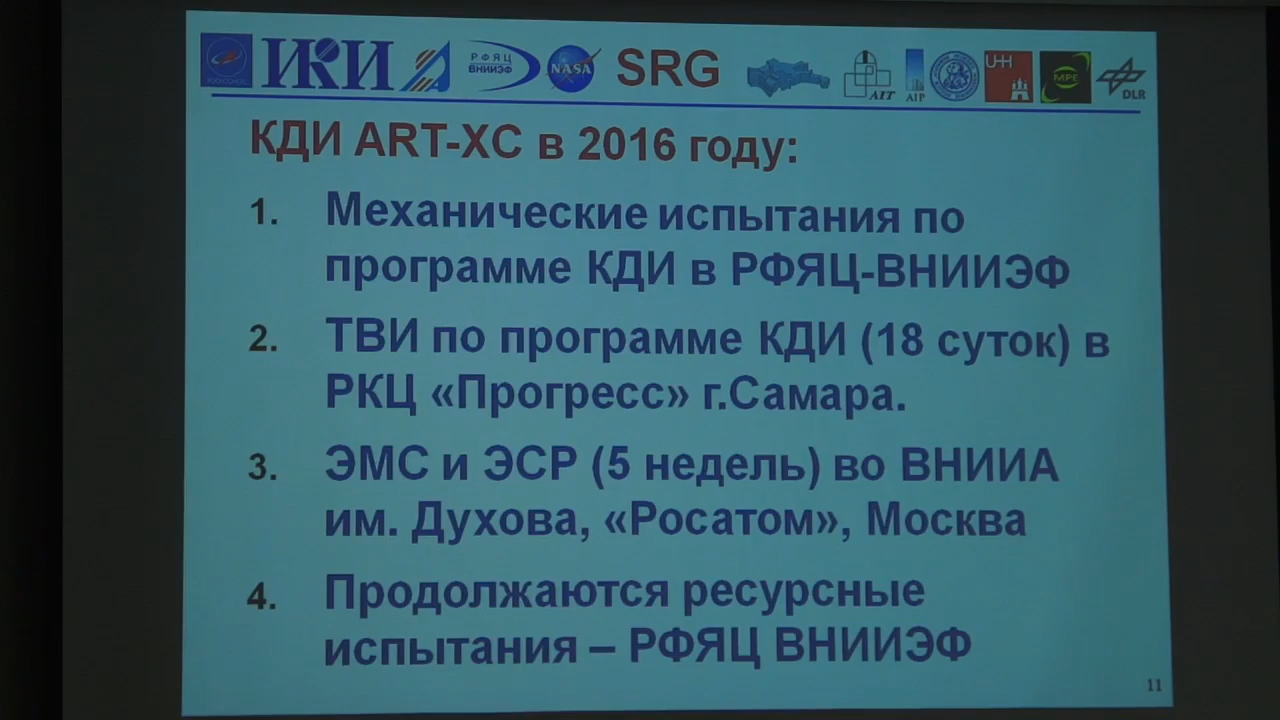 ИКИ
РФЯЦ
ВНИИЭФ
NASA
SRG
AIT
AIP
UHH
MPE
DLR
КДИ ART-XC в 2016 году:
1. Механические испытания по
программе КДИ в РФЯЦ-ВНИИЭФ
2. ТВИ по программе КДИ (18 суток) в
РКЦ «Прогресс» г.Самара.
3. ЭМС и ЭСР (5 недель) во ВНИИА
им. Духова, «Росатом», Москва
4. Продолжаются ресурсные
испытания – РФЯЦ ВНИИЭФ
11